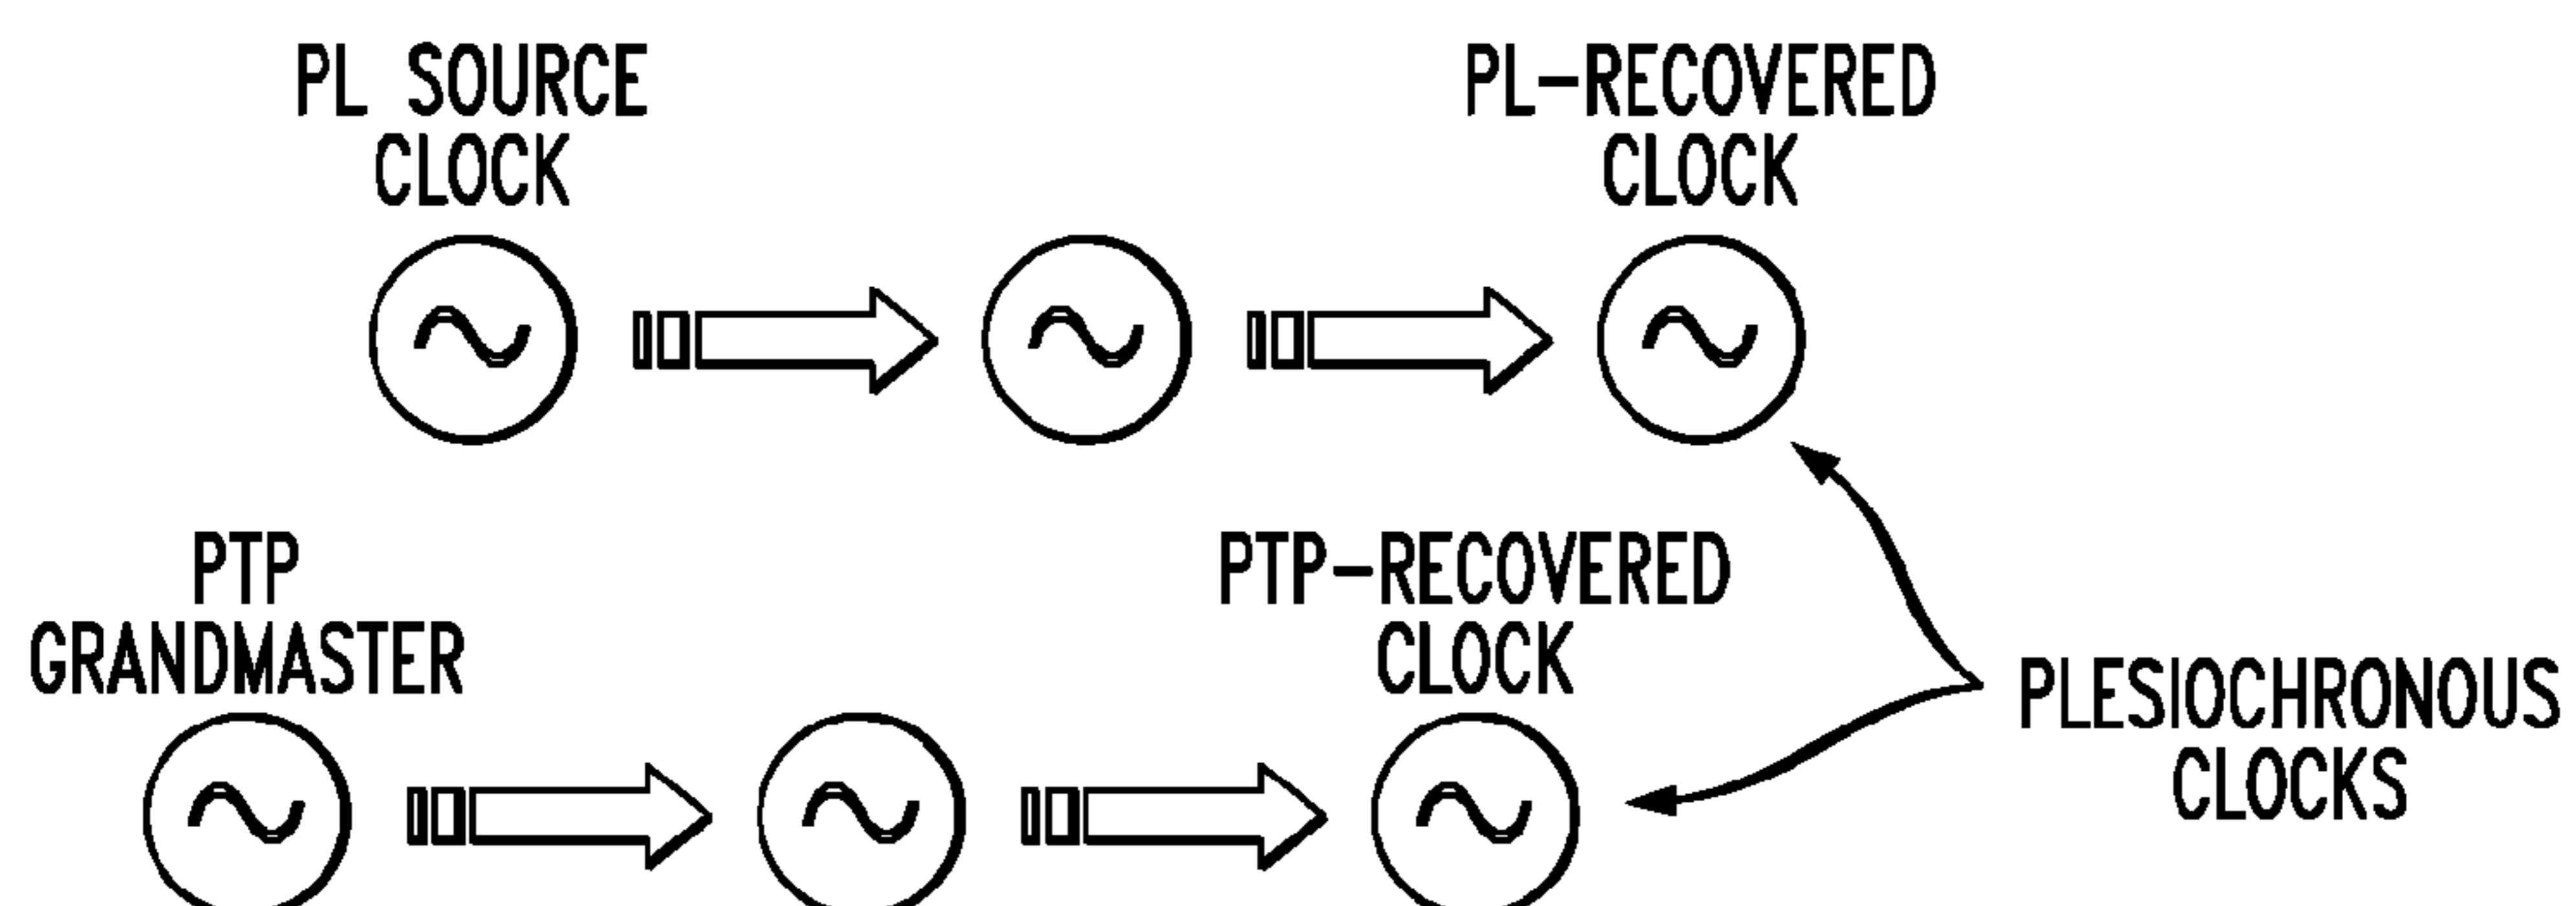 PL SOURCE
CLOCK
PL-RECOVERED
CLOCK
PTP
GRANDMASTER
PTP-RECOVERED
CLOCK
PLESIOCHRONOUS
CLOCKS